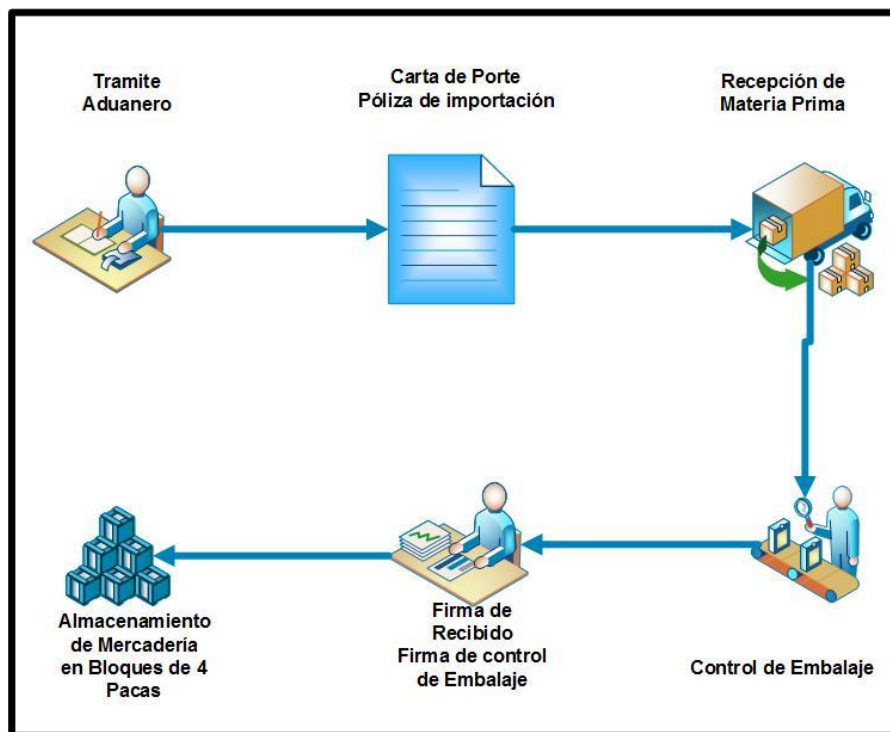 Tramite
Aduanero
Carta de Porte
Póliza de importación
Recepción de
Materia Prima
Almacenamiento
de Mercadería
en Bloques de 4
Pacas
Firma de
Recibido
Firma de control
de Embalaje
Control de Embalaje